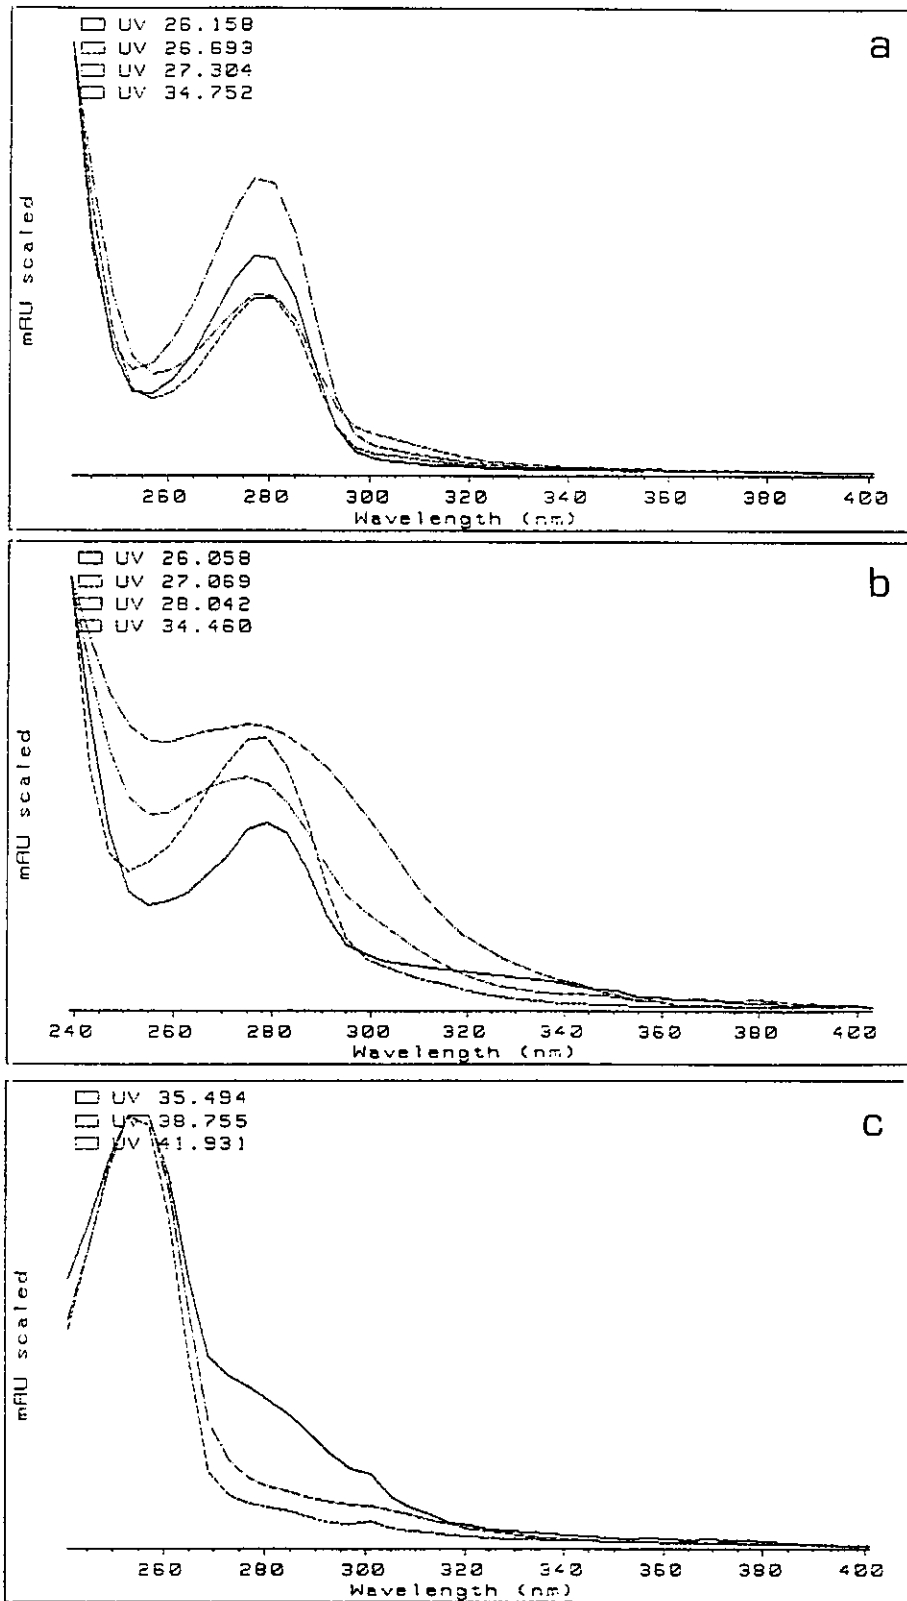 UV 26.158
UV 26.693
UV 27.304
UV 34.752
a
mAU scaled
260 280 300 320 340 360 380 400
Wavelength (nm)
UV 26.058
UV 27.069
UV 28.042
UV 34.460
b
mAU scaled
240 260 280 300 320 340 360 380 400
Wavelength (nm)
UV 35.494
UV 38.755
UV 41.931
c
mAU scaled
260 280 300 320 340 360 380 400
Wavelength (nm)